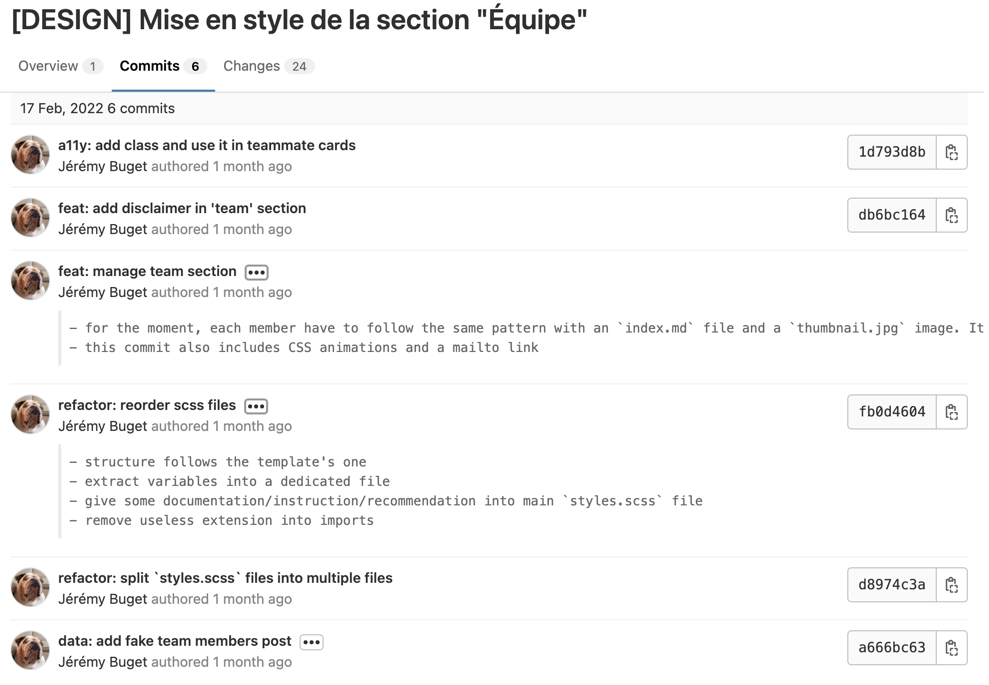 [DESIGN] Mise en style de la section "Équipe"
Overview 1 Commits 6 Changes 24
17 Feb, 2022 6 commits
a11y: add class and use it in teammate cards
Jérémy Buget authored 1 month ago
1d793d8b
feat: add disclaimer in 'team' section
Jérémy Buget authored 1 month ago
db6bc164
feat: manage team section •••
Jérémy Buget authored 1 month ago
– for the moment, each member have to follow the same pattern with an `index.md` file and a `thumbnail.jpg` image. It
– this commit also includes CSS animations and a mailto link
refactor: reorder scss files •••
Jérémy Buget authored 1 month ago
fb0d4604
– structure follows the template's one
– extract variables into a dedicated file
– give some documentation/instruction/recommendation into main `styles.scss` file
– remove useless extension into imports
refactor: split `styles.scss` files into multiple files
Jérémy Buget authored 1 month ago
d8974c3a
data: add fake team members post •••
Jérémy Buget authored 1 month ago
a666bc63